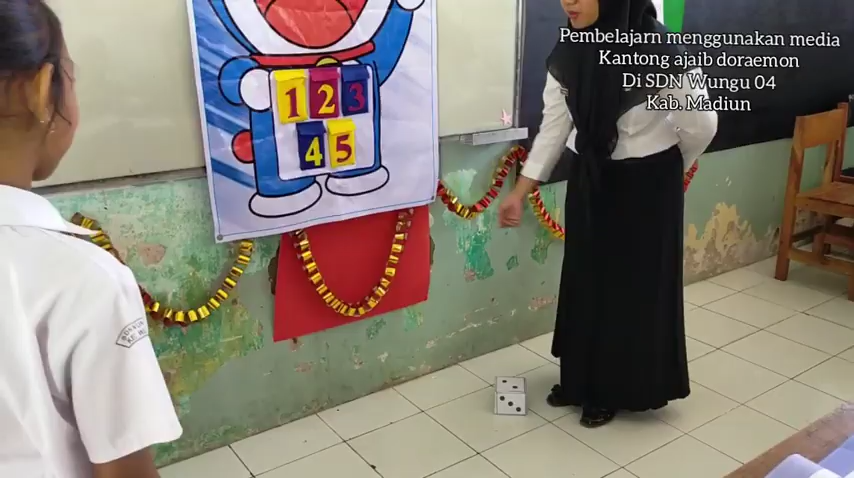 Pembelajarn menggunakan media
Kantong ajaib doraemon
Di SDN Wungu 04
Kab. Madiun
1 2 3
4 5